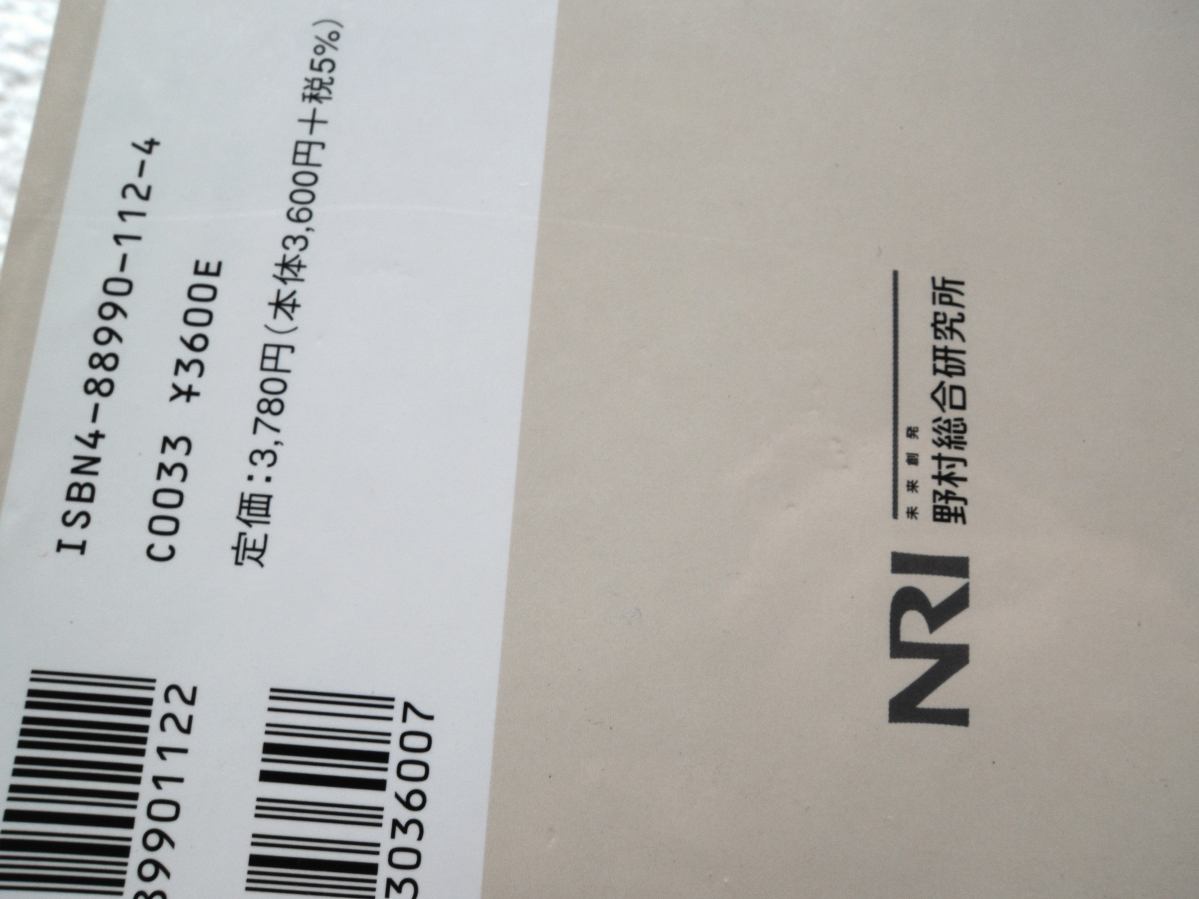 ISBN4-88990-112-4
C0033 ¥3600E
定価:3,780円(本体3,600円+税5%)
89901122
3036007
未来創発
NRI 野村総合研究所